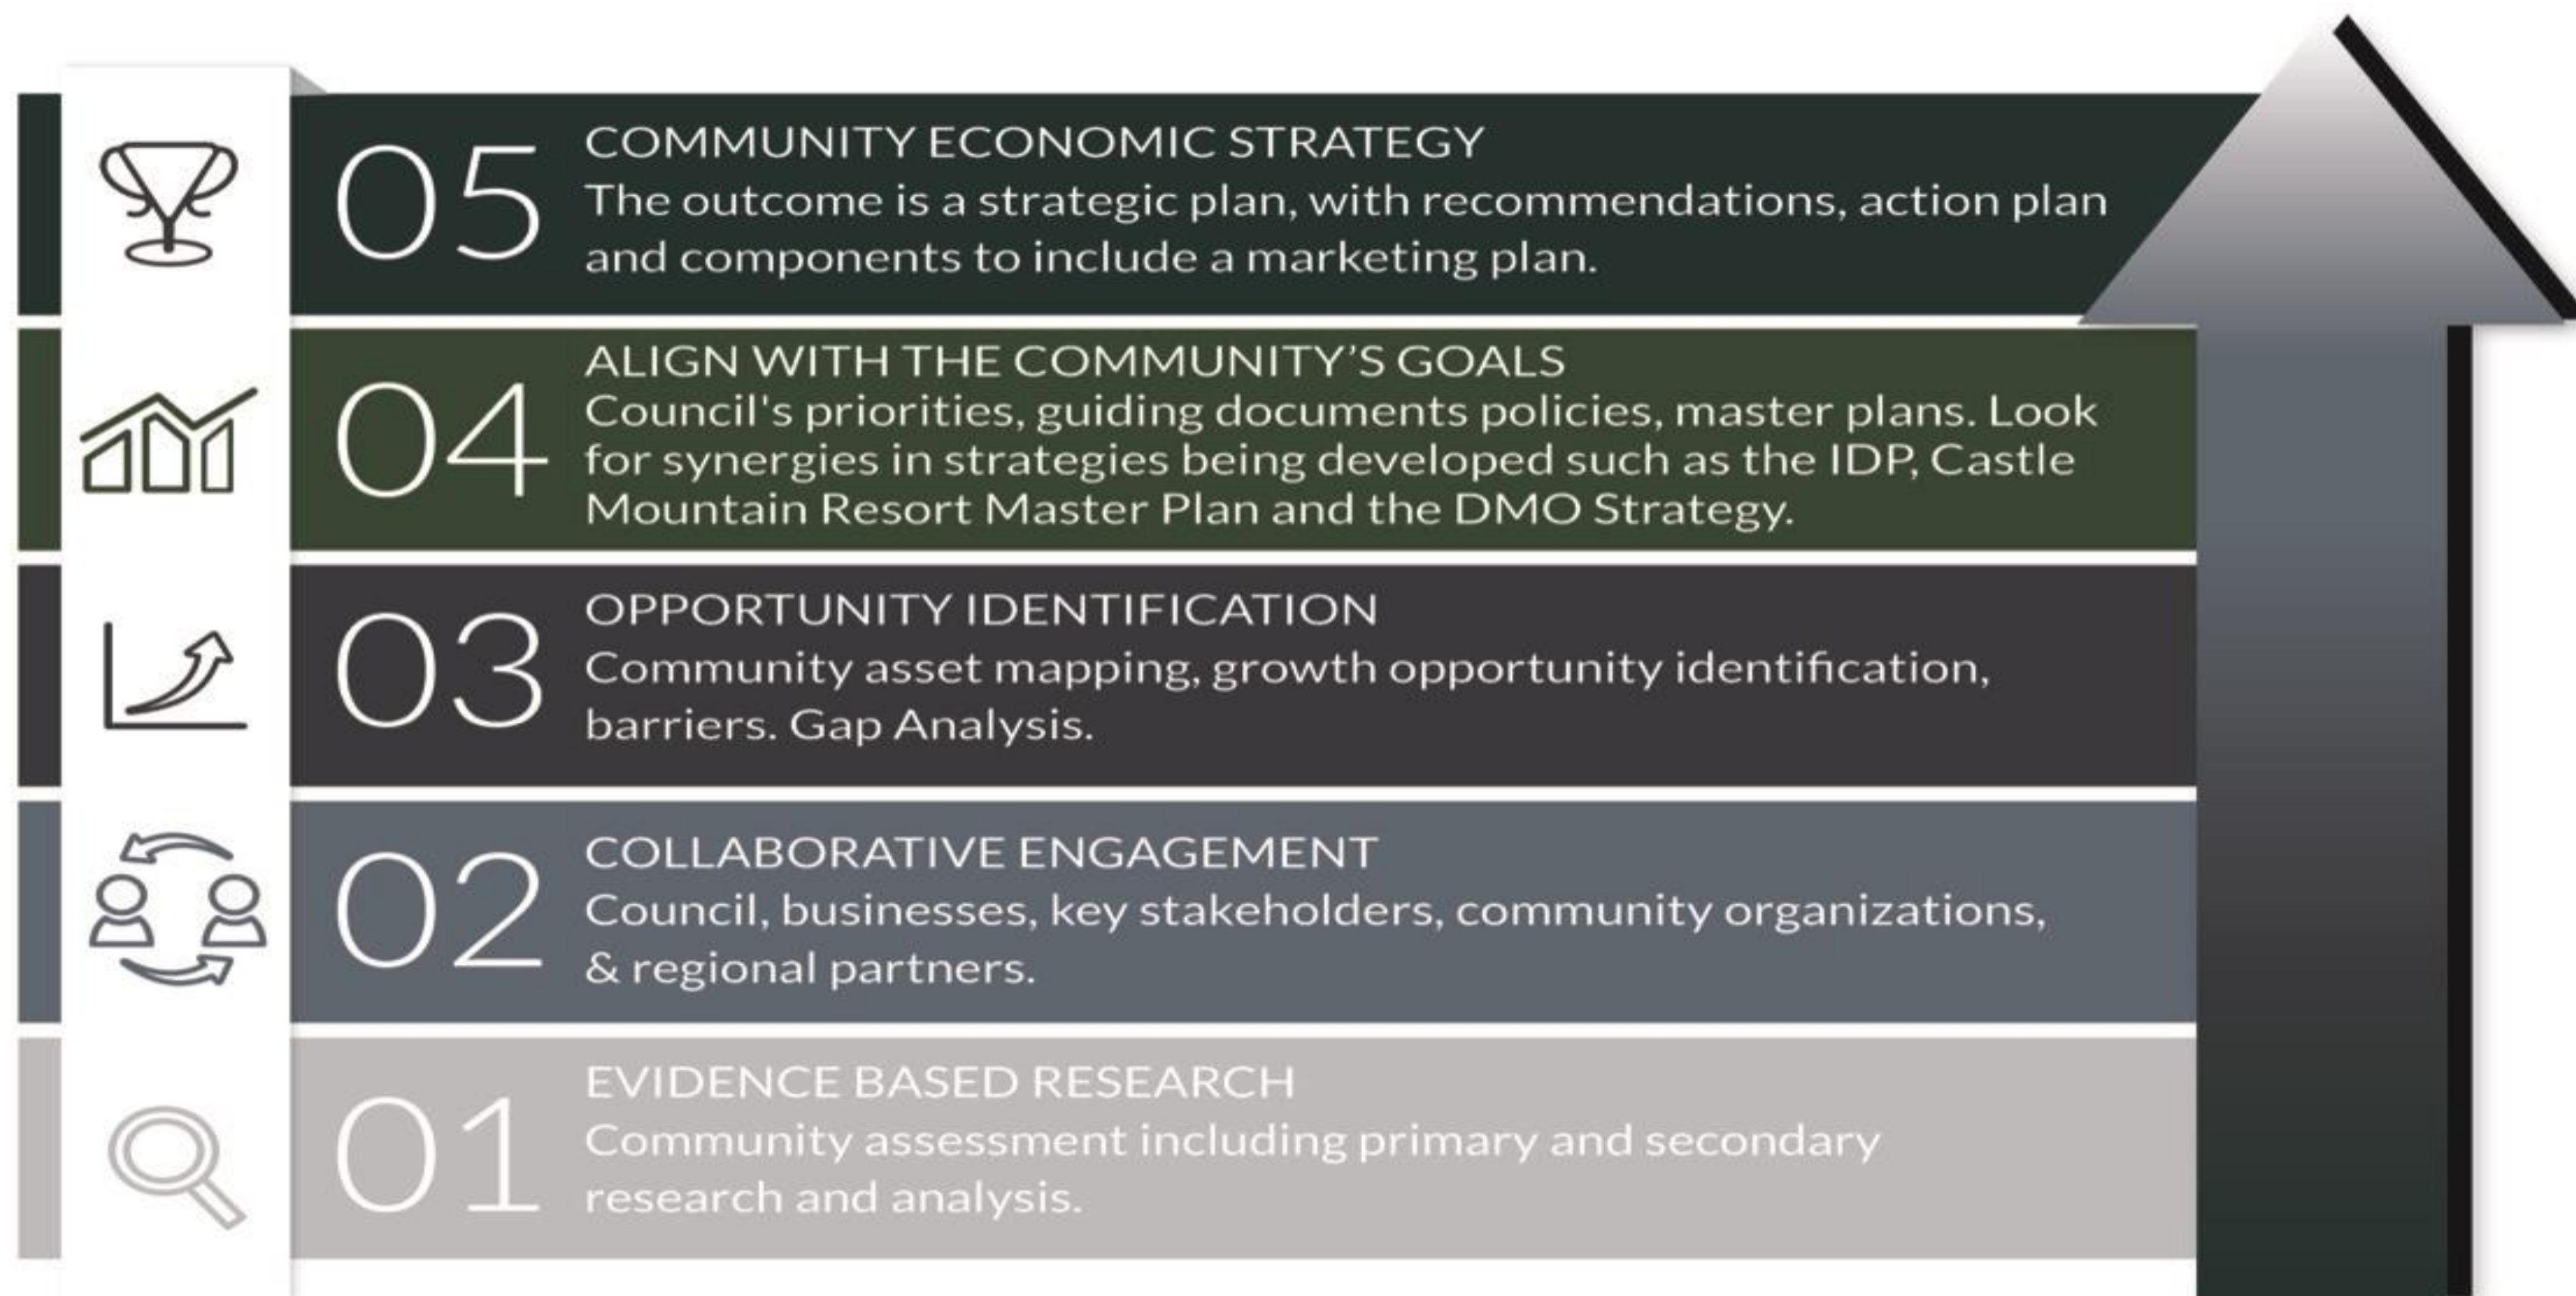 05
COMMUNITY ECONOMIC STRATEGY
The outcome is a strategic plan, with recommendations, action plan
and components to include a marketing plan.
04
ALIGN WITH THE COMMUNITY’S GOALS
Council's priorities, guiding documents policies, master plans. Look
for synergies in strategies being developed such as the IDP, Castle
Mountain Resort Master Plan and the DMO Strategy.
03
OPPORTUNITY IDENTIFICATION
Community asset mapping, growth opportunity identification,
barriers. Gap Analysis.
02
COLLABORATIVE ENGAGEMENT
Council, businesses, key stakeholders, community organizations,
& regional partners.
01
EVIDENCE BASED RESEARCH
Community assessment including primary and secondary
research and analysis.